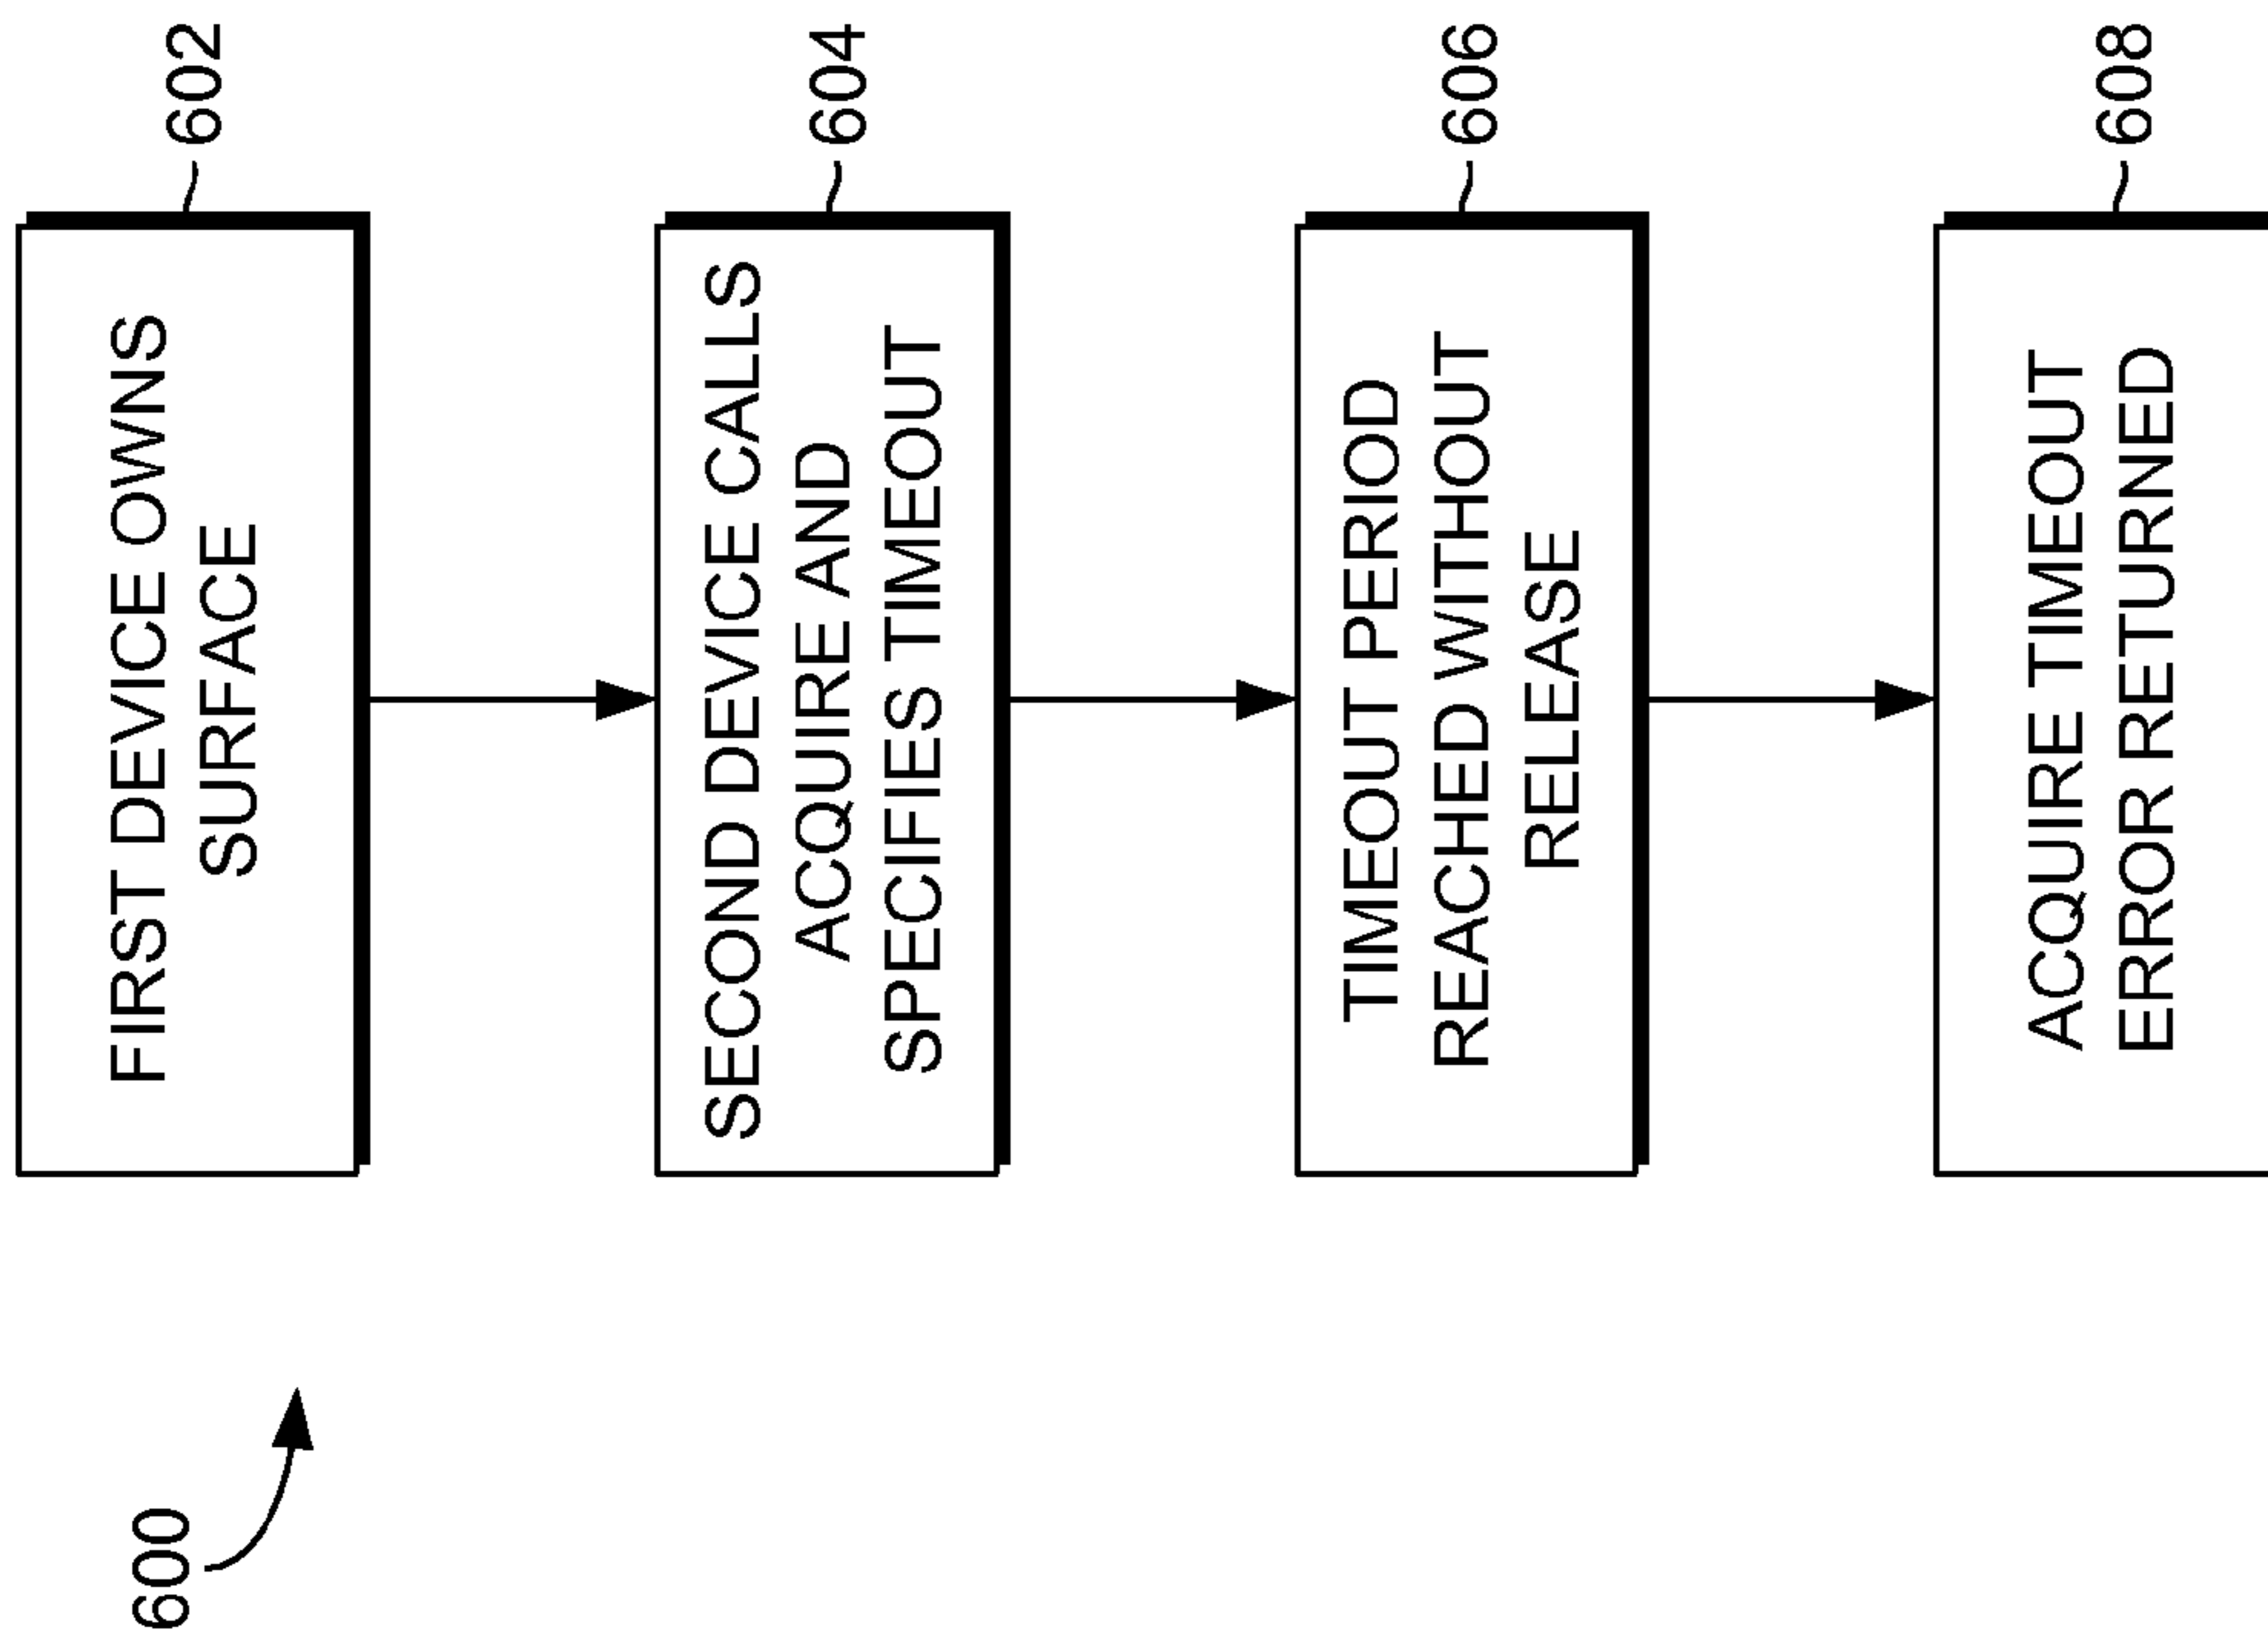 600
FIRST DEVICE OWNS
SURFACE
602
SECOND DEVICE CALLS
ACQUIRE AND
SPECIFIES TIMEOUT
604
TIMEOUT PERIOD
REACHED WITHOUT
RELEASE
606
ACQUIRE TIMEOUT
ERROR RETURNED
608